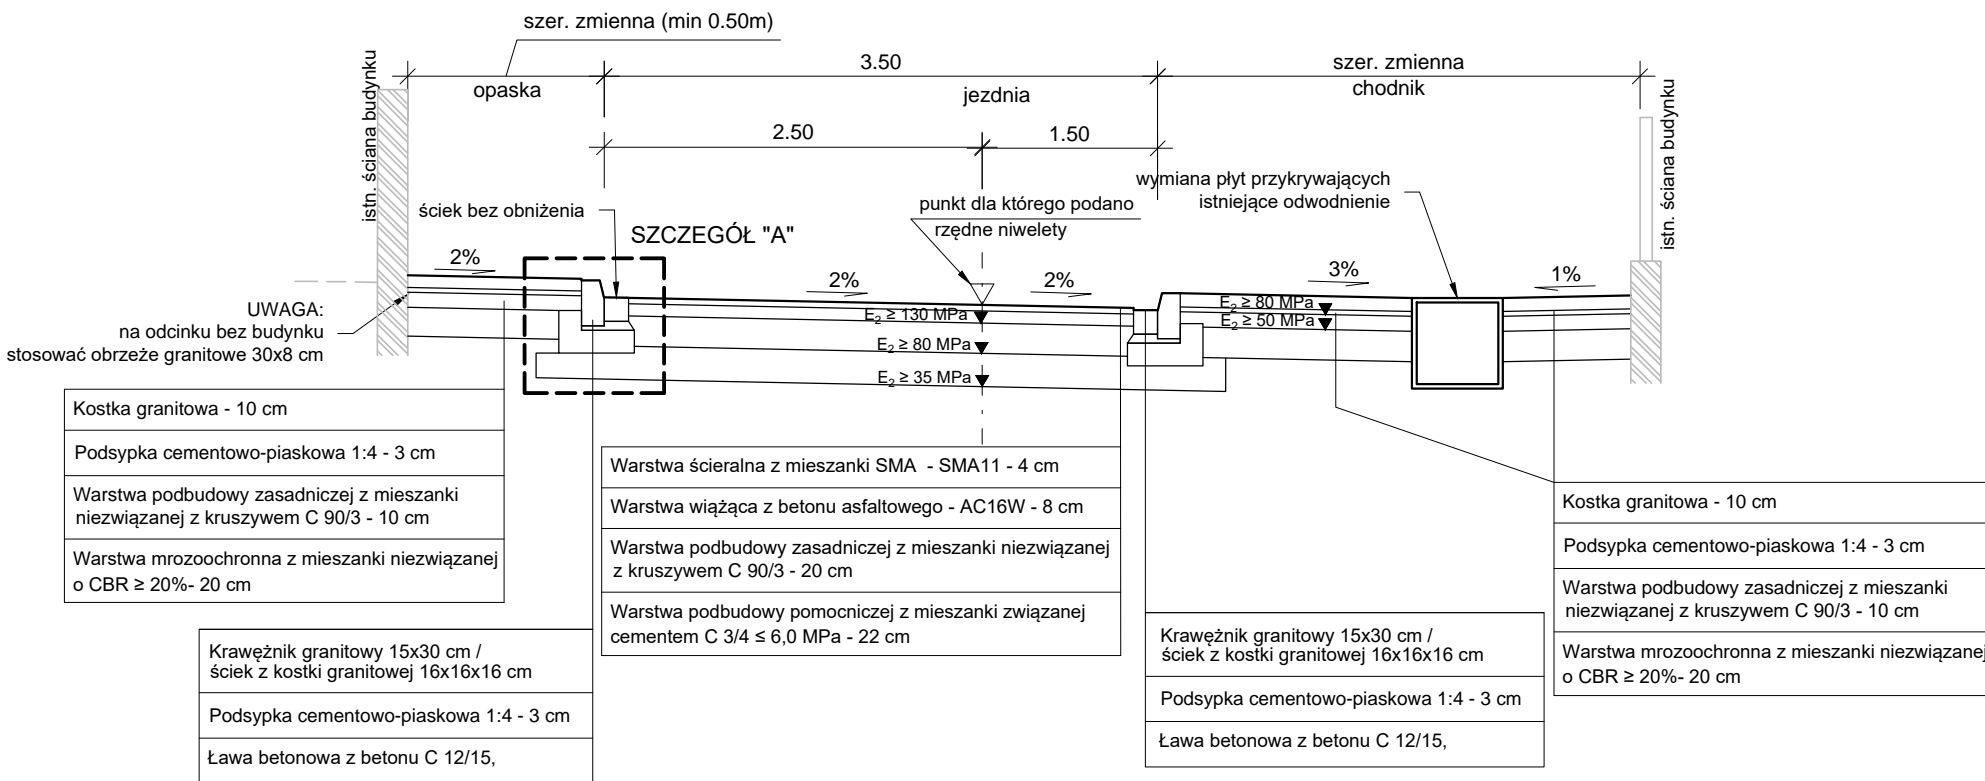 szer. zmienna (min 0.50m)
3.50
szer. zmienna
opaska
jezdnia
chodnik
2.50
1.50
istn. ściana budynku
istn. ściana budynku
ściek bez obniżenia
SZCZEGÓŁ "A"
punkt dla którego podano
rzędne niwelety
wymiana płyt przykrywających
istniejące odwodnienie
2%
2%
2%
3%
1%
UWAGA:
na odcinku bez budynku
stosować obrzeże granitowe 30x8 cm
E₂ ≥ 130 MPa
E₂ ≥ 80 MPa
E₂ ≥ 35 MPa
E₂ ≥ 80 MPa
E₂ ≥ 50 MPa
Kostka granitowa - 10 cm
Podsypka cementowo-piaskowa 1:4 - 3 cm
Warstwa podbudowy zasadniczej z mieszanki
niezwiązanej z kruszywem C 90/3 - 10 cm
Warstwa mrozoochronna z mieszanki niezwiązanej
o CBR ≥ 20%- 20 cm
Krawężnik granitowy 15x30 cm /
ściek z kostki granitowej 16x16x16 cm
Podsypka cementowo-piaskowa 1:4 - 3 cm
Ława betonowa z betonu C 12/15,
Warstwa ścieralna z mieszanki SMA - SMA11 - 4 cm
Warstwa wiążąca z betonu asfaltowego - AC16W - 8 cm
Warstwa podbudowy zasadniczej z mieszanki niezwiązanej
z kruszywem C 90/3 - 20 cm
Warstwa podbudowy pomocniczej z mieszanki związanej
cementem C 3/4 ≤ 6,0 MPa - 22 cm
Krawężnik granitowy 15x30 cm /
ściek z kostki granitowej 16x16x16 cm
Podsypka cementowo-piaskowa 1:4 - 3 cm
Ława betonowa z betonu C 12/15,
Kostka granitowa - 10 cm
Podsypka cementowo-piaskowa 1:4 - 3 cm
Warstwa podbudowy zasadniczej z mieszanki
niezwiązanej z kruszywem C 90/3 - 10 cm
Warstwa mrozoochronna z mieszanki niezwiązanej
o CBR ≥ 20%- 20 cm